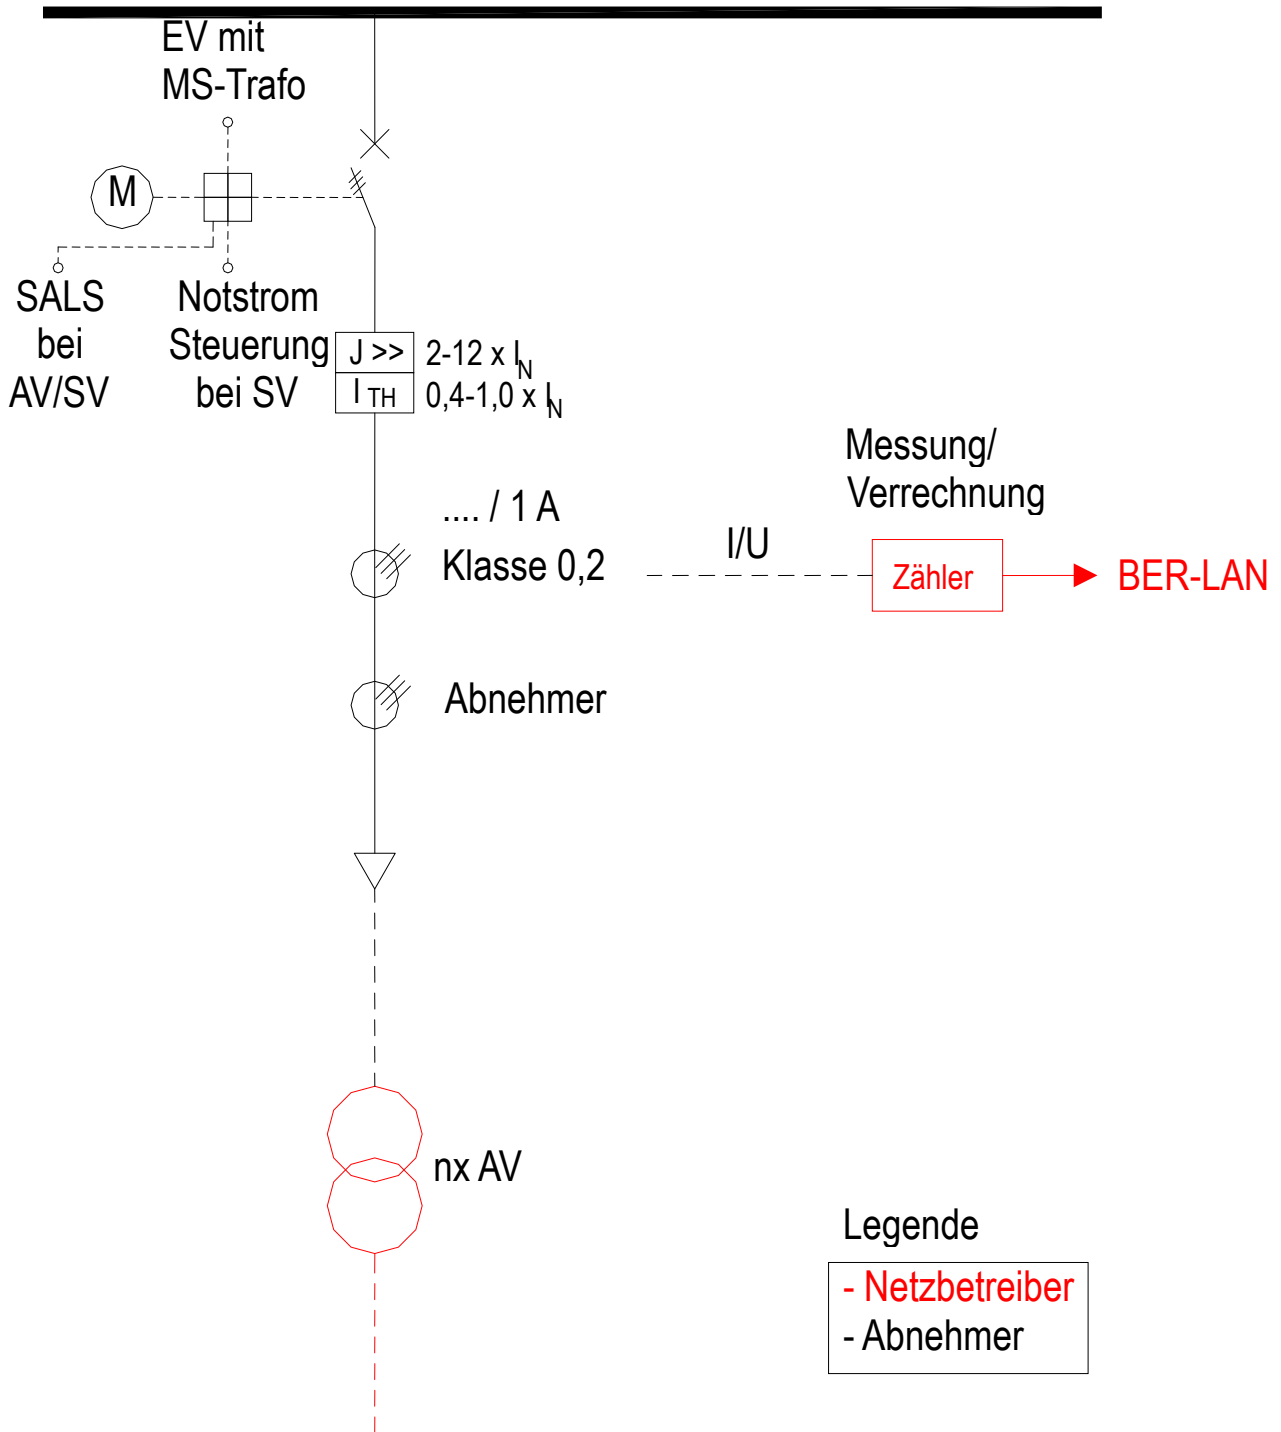 EV mit
MS-Trafo
M
SALS
bei
AV/SV
Notstrom
Steuerung
bei SV
J >> 2-12 x IN
I TH 0,4-1,0 x IN
.... / 1 A
Klasse 0,2
I/U
Messung/
Verrechnung
Zähler
BER-LAN
Abnehmer
nx AV
Legende
- Netzbetreiber
- Abnehmer